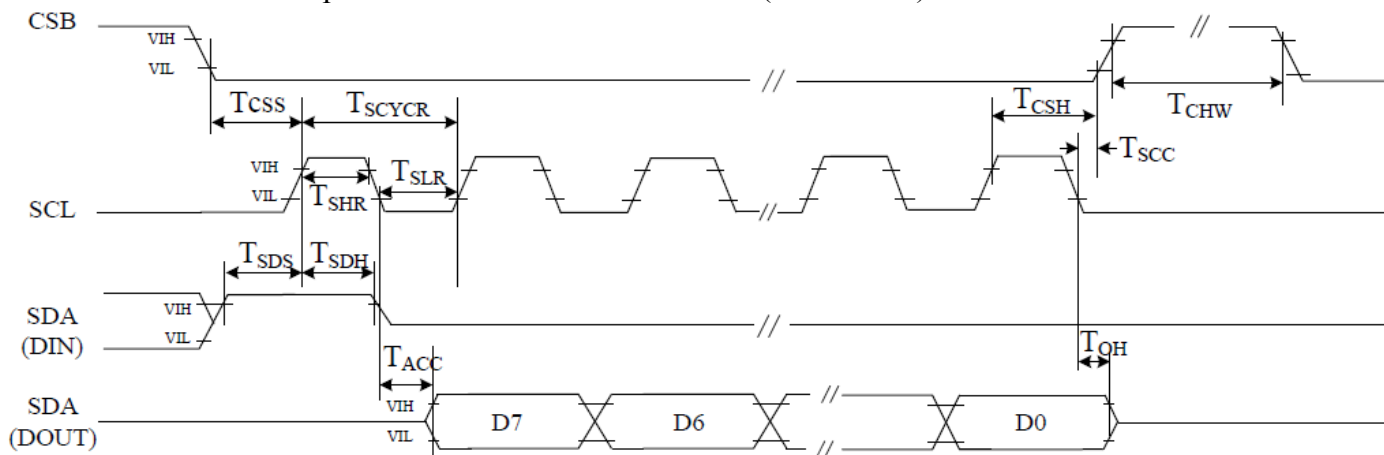 CSB
VIH
VIL
//
//
Tcss
TSCYCR
TCSH
TCHW
TSCC
SCL
VIH
VIL
TSHR
TSLR
//
TSDS
TSDH
SDA
(DIN)
VIH
VIL
//
TACC
TOH
SDA
(DOUT)
VIH
VIL
D7
D6
//
//
D0